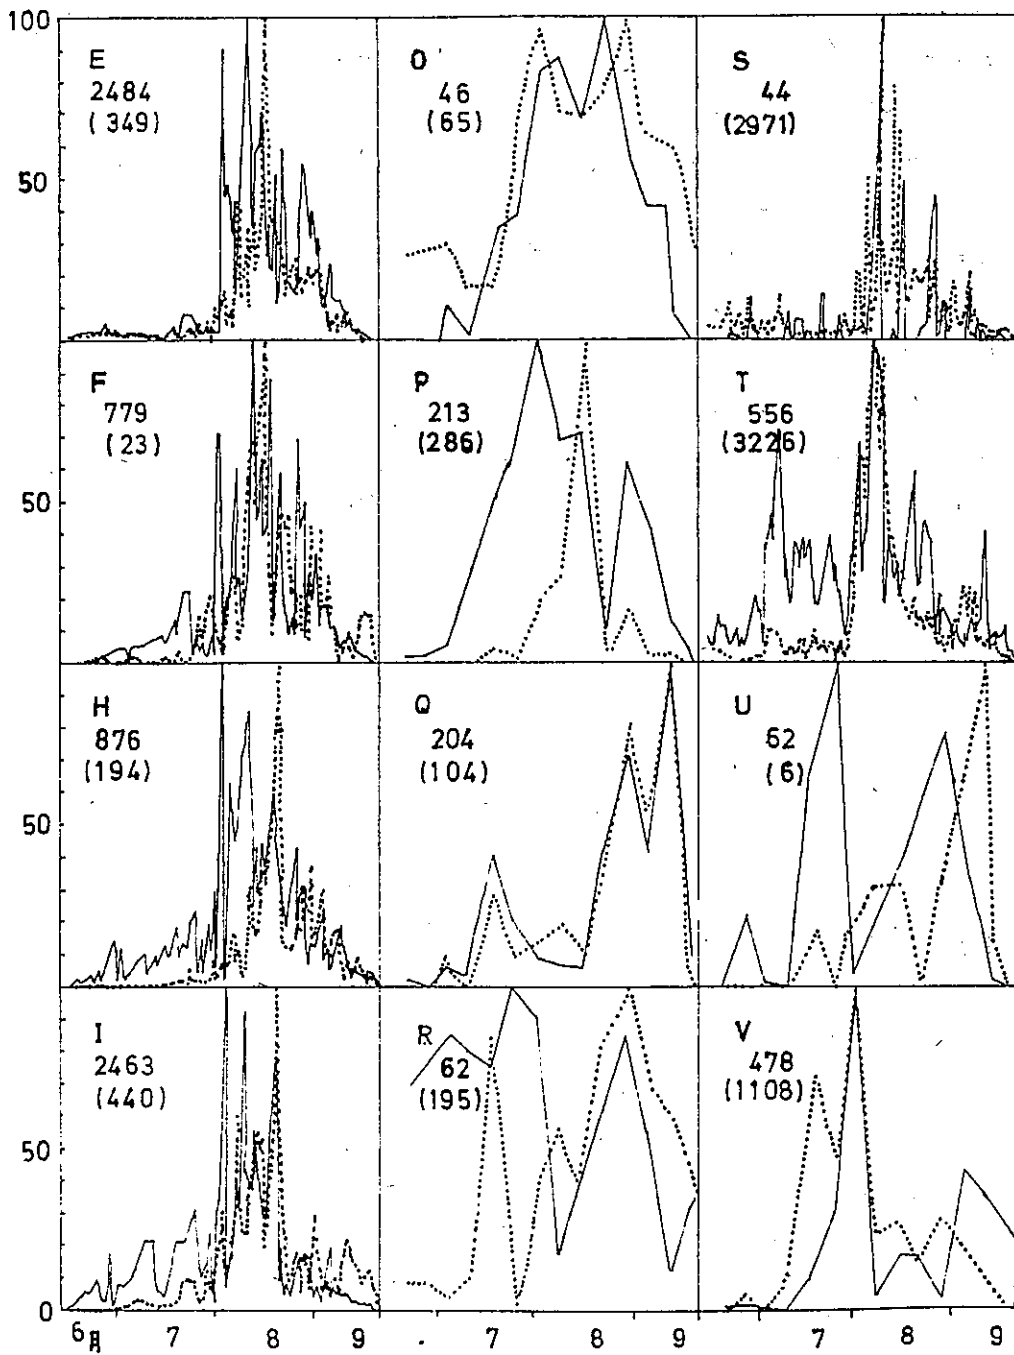 100
E
2484
(349)
O
46
(65)
S
44
(2971)
50
F
779
(23)
P
213
(286)
T
556
(3226)
50
H
876
(194)
Q
204
(104)
U
62
(6)
50
I
2463
(440)
R
62
(195)
V
478
(1108)
50
0
6月 7 8 9 7 8 9 7 8 9